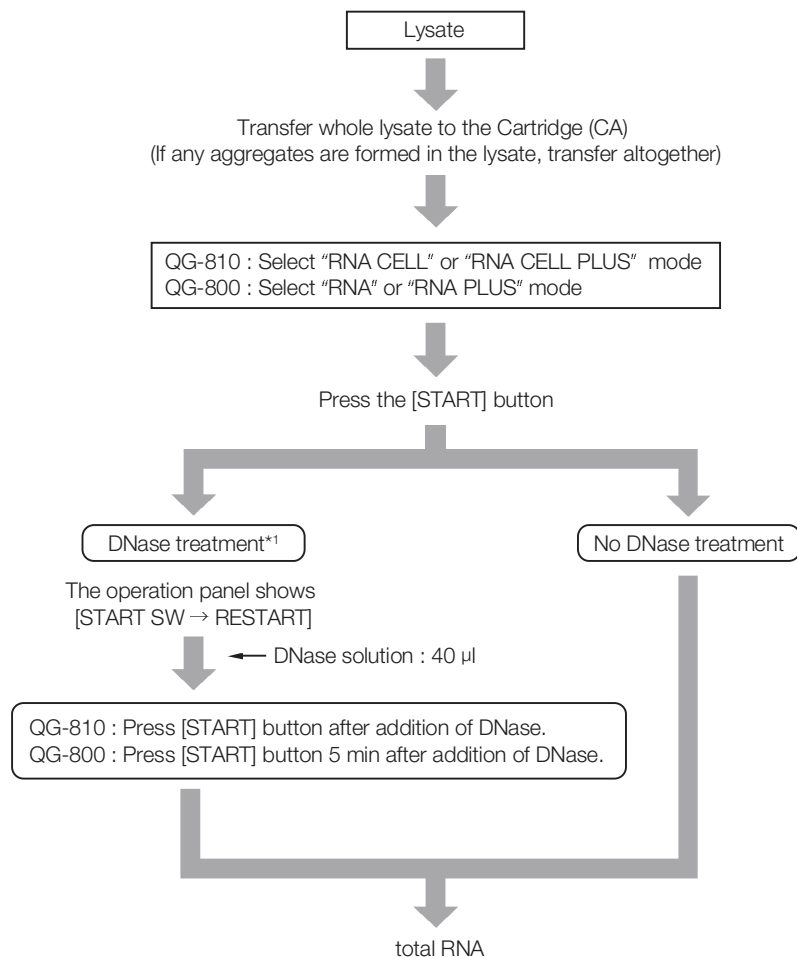 Lysate
Transfer whole lysate to the Cartridge (CA)
(If any aggregates are formed in the lysate, transfer altogether)
QG-810 : Select "RNA CELL" or "RNA CELL PLUS" mode
QG-800 : Select "RNA" or "RNA PLUS" mode
Press the [START] button
DNase treatment*1
No DNase treatment
The operation panel shows
[START SW → RESTART]
DNase solution : 40 µl
QG-810 : Press [START] button after addition of DNase.
QG-800 : Press [START] button 5 min after addition of DNase.
total RNA